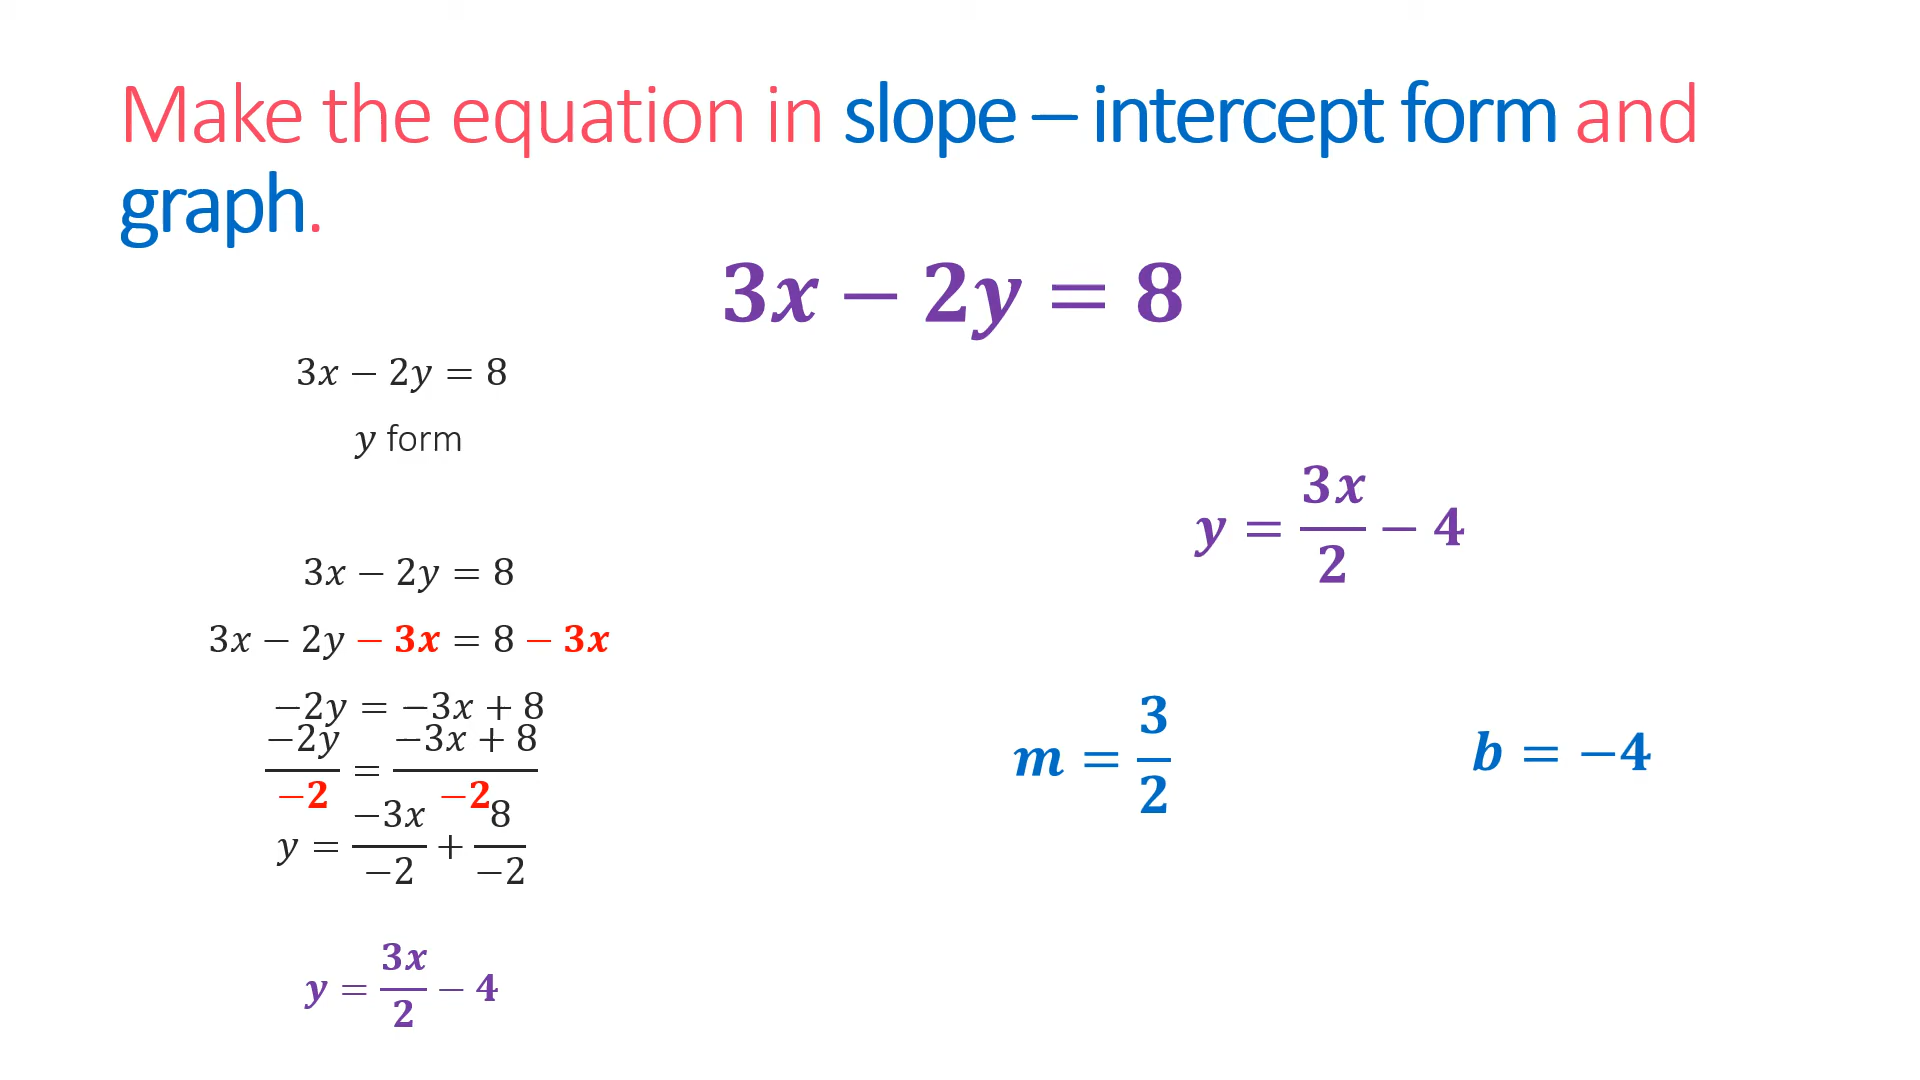 Make the equation in slope – intercept form and
graph.
3x − 2y = 8
3x − 2y = 8
y form
3x − 2y = 8
3x − 2y − 3x = 8 − 3x
−2y = −3x + 8
−2y/−2 = −3x + 8/−2
y = −3x/−2 + 8/−2
y = 3x/2 − 4
y = 3x/2 − 4
m = 3/2
b = −4